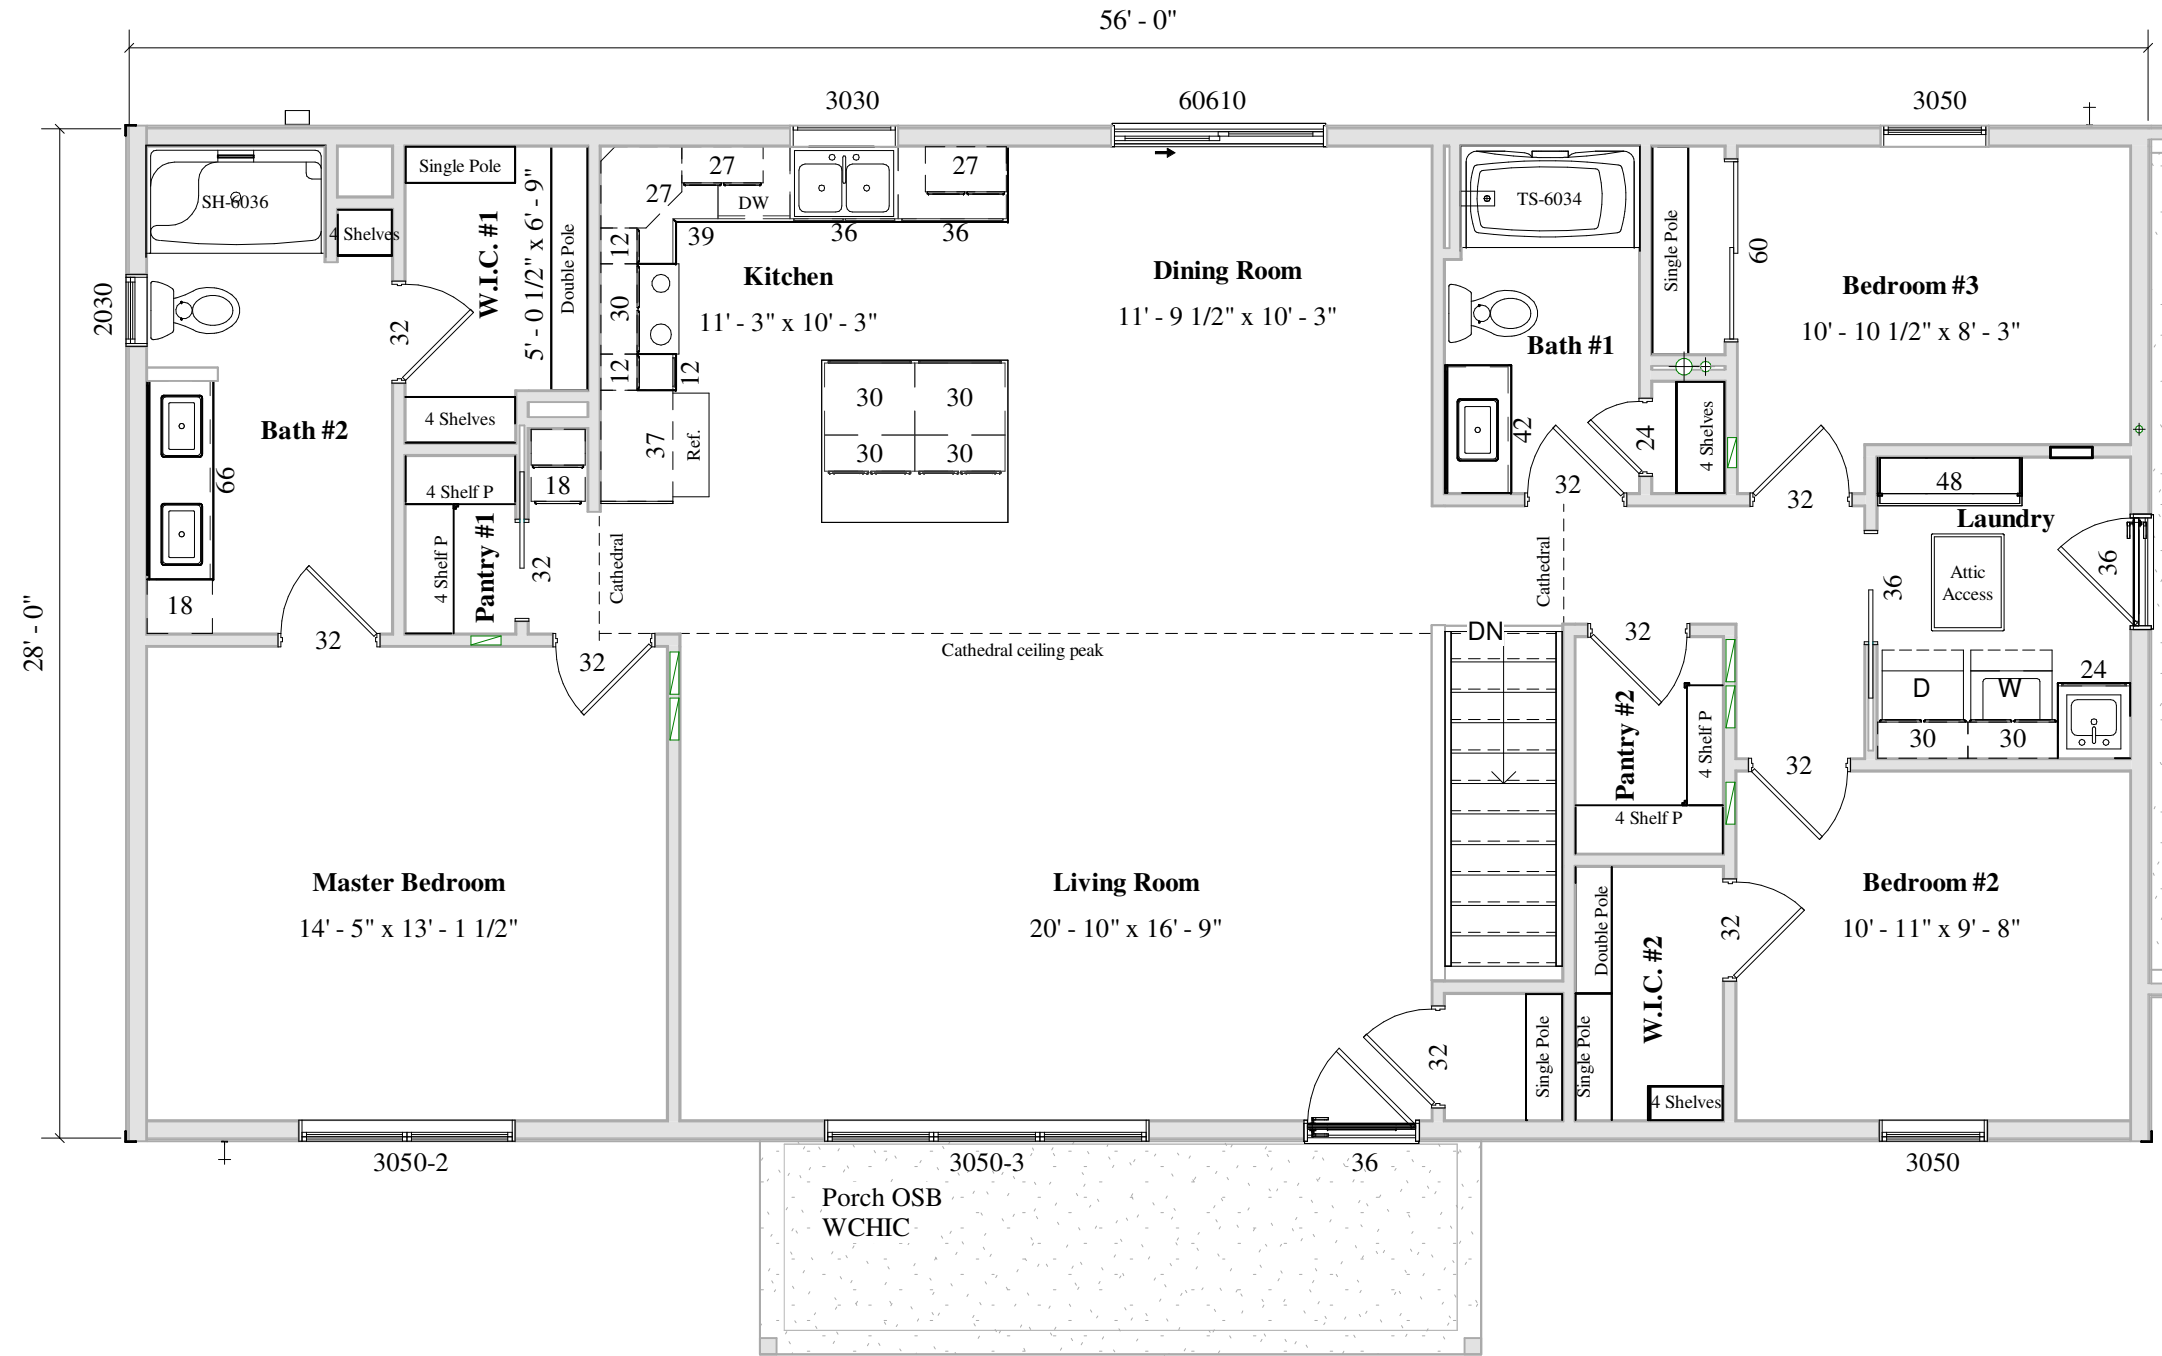 56' - 0"
3030
60610
3050
28' - 0"
2030
SH-6036
4 Shelves
Single Pole
W.I.C. #1
5' - 0 1/2" x 6' - 9"
Double Pole
32
4 Shelves
Bath #2
66
18
32
27
27
DW
39
36
27
36
12
30
12
12
37
Ref.
Kitchen
11' - 3" x 10' - 3"
30
30
30
30
Dining Room
11' - 9 1/2" x 10' - 3"
TS-6034
Bath #1
42
32
24
4 Shelves
Single Pole
60
Bedroom #3
10' - 10 1/2" x 8' - 3"
32
4 Shelf P
4 Shelf P
Pantry #1
18
32
32
Cathedral
Cathedral ceiling peak
Cathedral
48
Laundry
Attic
Access
36
36
D
W
24
30
30
DN
32
Pantry #2
4 Shelf P
4 Shelf P
32
Master Bedroom
14' - 5" x 13' - 1 1/2"
Living Room
20' - 10" x 16' - 9"
Double Pole
W.I.C. #2
32
Bedroom #2
10' - 11" x 9' - 8"
32
Single Pole
Single Pole
4 Shelves
3050-2
3050-3
36
3050
Porch OSB
WCHIC